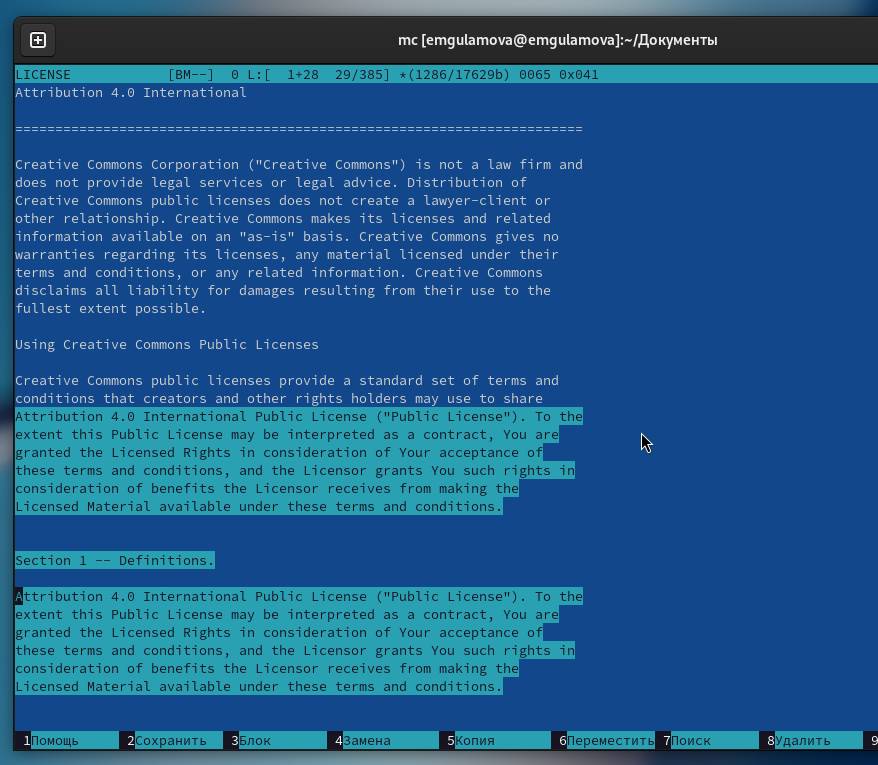 mc [emgulamova@emgulamova]:~/Документы
LICENSE [BM--] 0 L:[ 1+28 29/385] *(1286/17629b) 0065 0x041
Attribution 4.0 International
=======================================================================
Creative Commons Corporation ("Creative Commons") is not a law firm and
does not provide legal services or legal advice. Distribution of
Creative Commons public licenses does not create a lawyer-client or
other relationship. Creative Commons makes its licenses and related
information available on an "as-is" basis. Creative Commons gives no
warranties regarding its licenses, any material licensed under their
terms and conditions, or any related information. Creative Commons
disclaims all liability for damages resulting from their use to the
fullest extent possible.
Using Creative Commons Public Licenses
Creative Commons public licenses provide a standard set of terms and
conditions that creators and other rights holders may use to share
Attribution 4.0 International Public License ("Public License"). To the
extent this Public License may be interpreted as a contract, You are
granted the Licensed Rights in consideration of Your acceptance of
these terms and conditions, and the Licensor grants You such rights in
consideration of benefits the Licensor receives from making the
Licensed Material available under these terms and conditions.
Section 1 -- Definitions.
Attribution 4.0 International Public License ("Public License"). To the
extent this Public License may be interpreted as a contract, You are
granted the Licensed Rights in consideration of Your acceptance of
these terms and conditions, and the Licensor grants You such rights in
consideration of benefits the Licensor receives from making the
Licensed Material available under these terms and conditions.
1Помощь 2Сохранить 3Блок 4Замена 5Копия 6Переместить 7Поиск 8Удалить 9